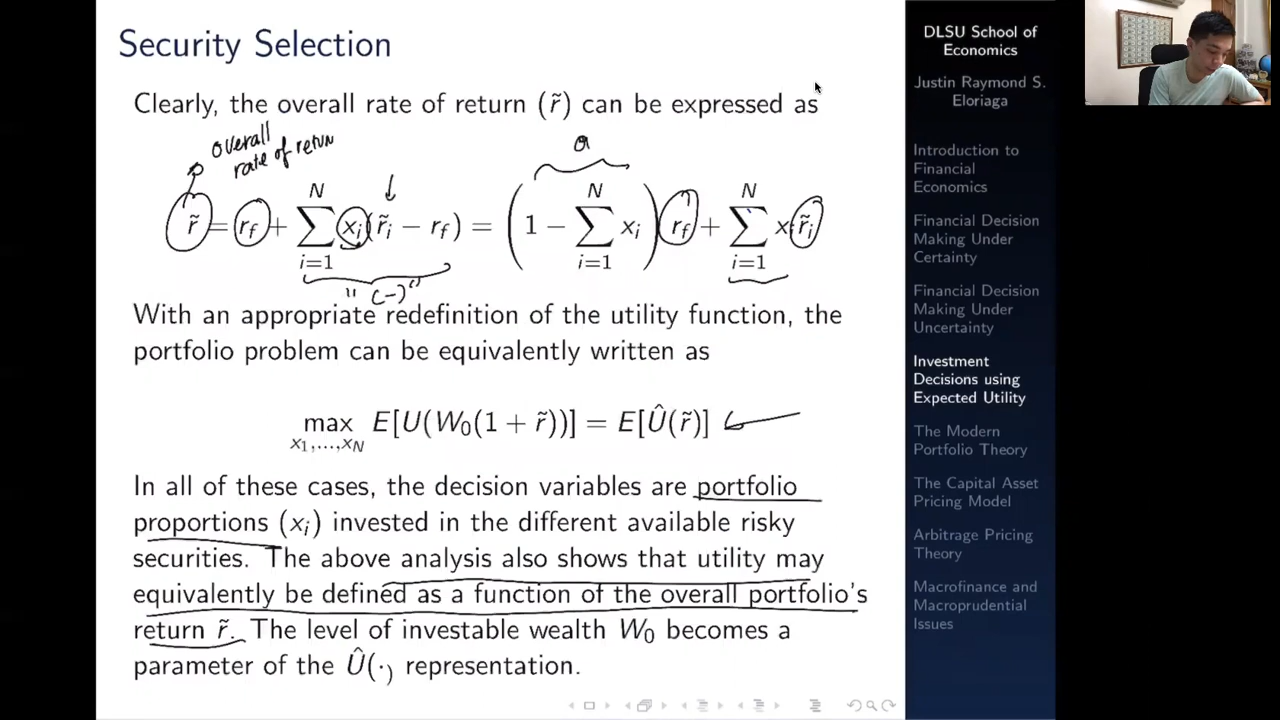 Security Selection
Clearly, the overall rate of return (r̃) can be expressed as
overall
rate of return
r̃ = r_f + ∑_{i=1}^{N} x_i(r̃_i − r_f) = (1 − ∑_{i=1}^{N} x_i) r_f + ∑_{i=1}^{N} x_i r̃_i
"(-)"
With an appropriate redefinition of the utility function, the
portfolio problem can be equivalently written as
max_{x_1,...,x_N} E[U(W_0(1 + r̃))] = E[Û(r̃)]
In all of these cases, the decision variables are portfolio
proportions (x_i) invested in the different available risky
securities. The above analysis also shows that utility may
equivalently be defined as a function of the overall portfolio's
return r̃. The level of investable wealth W_0 becomes a
parameter of the Û(·) representation.
DLSU School of
Economics
Justin Raymond S.
Eloriaga
Introduction to
Financial
Economics
Financial Decision
Making Under
Certainty
Financial Decision
Making Under
Uncertainty
Investment
Decisions using
Expected Utility
The Modern
Portfolio Theory
The Capital Asset
Pricing Model
Arbitrage Pricing
Theory
Macrofinance and
Macroprudential
Issues